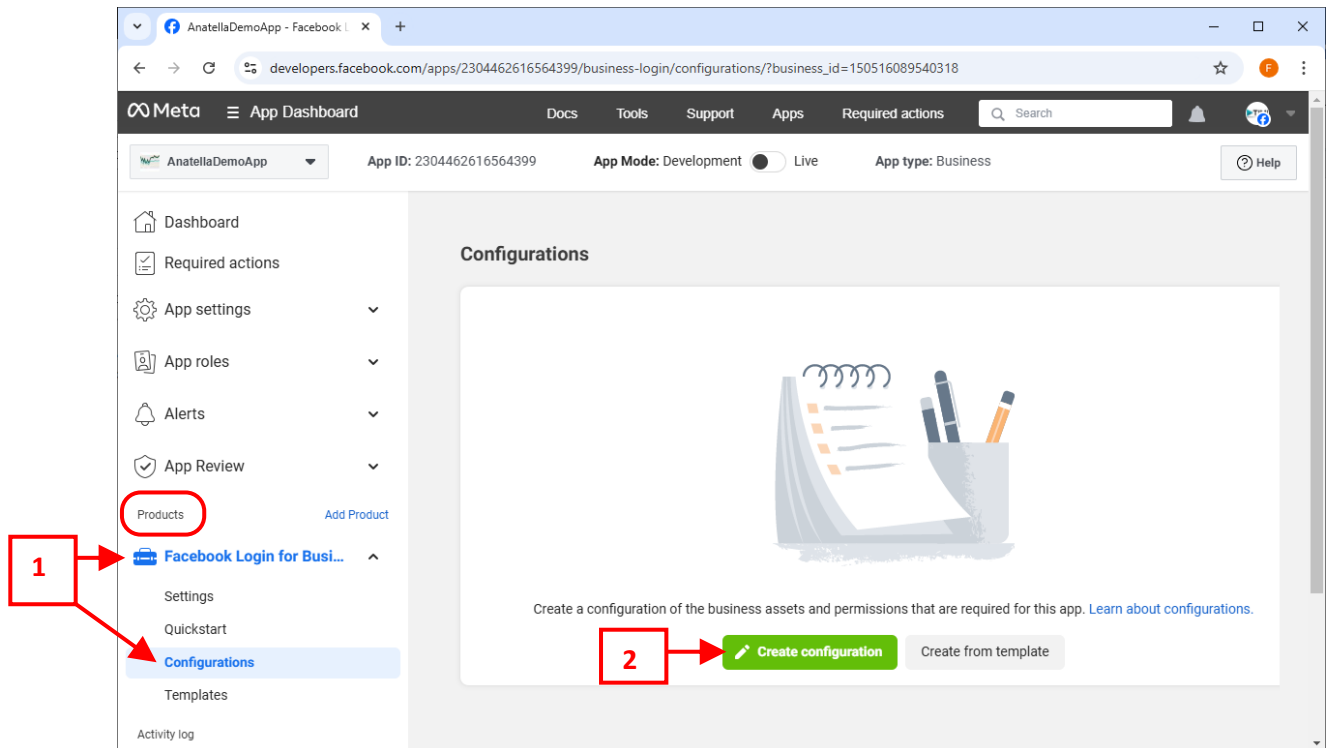 AnatellaDemoApp - Facebook L
developers.facebook.com/apps/2304462616564399/business-login/configurations/?business_id=150516089540318
F
Meta App Dashboard Docs Tools Support Apps Required actions Search
AnatellaDemoApp App ID: 2304462616564399 App Mode: Development Live App type: Business Help
Dashboard
Required actions
App settings
App roles
Alerts
App Review
Products Add Product
1
Facebook Login for Busi...
Settings
Quickstart
Configurations
Templates
Activity log
Configurations
Create a configuration of the business assets and permissions that are required for this app. Learn about configurations.
2
Create configuration Create from template